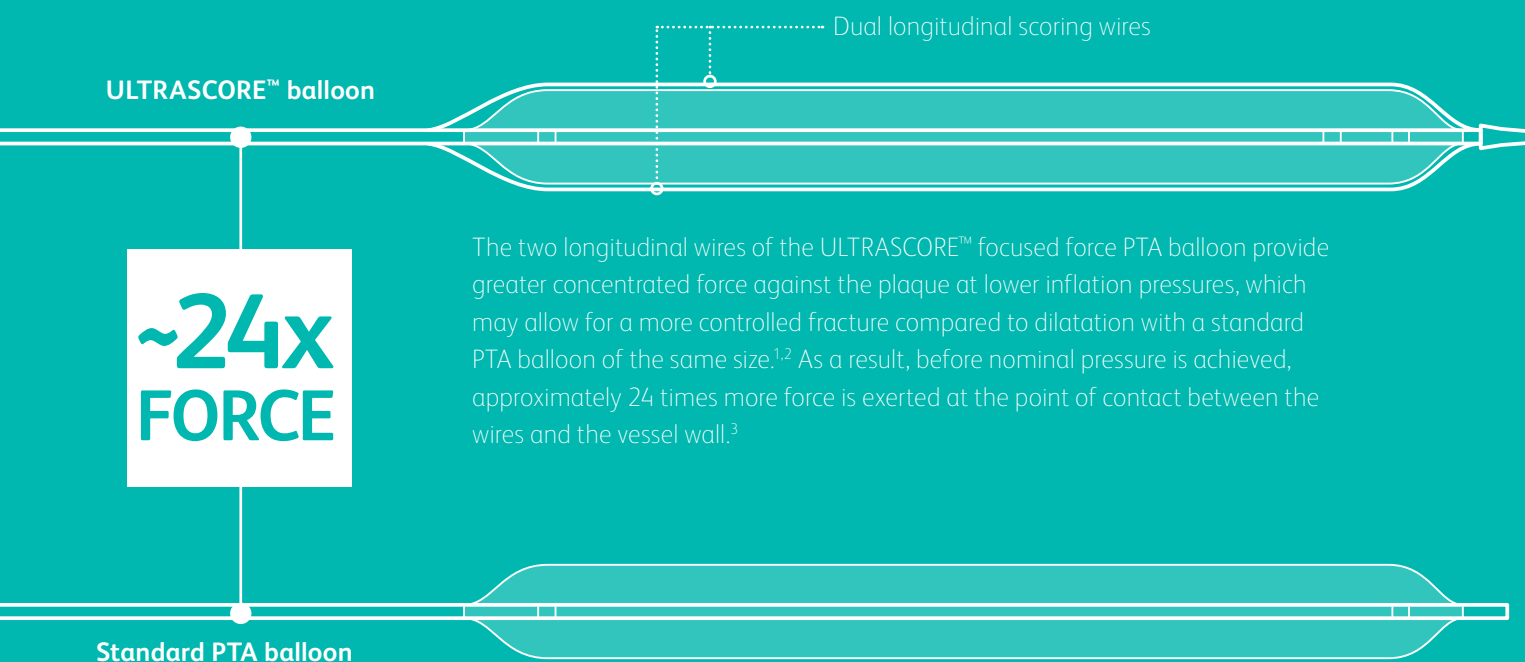 Dual longitudinal scoring wires
ULTRASCORE™ balloon
~24x
FORCE
The two longitudinal wires of the ULTRASCORE™ focused force PTA balloon provide
greater concentrated force against the plaque at lower inflation pressures, which
may allow for a more controlled fracture compared to dilatation with a standard
PTA balloon of the same size.1,2 As a result, before nominal pressure is achieved,
approximately 24 times more force is exerted at the point of contact between the
wires and the vessel wall.3
Standard PTA balloon